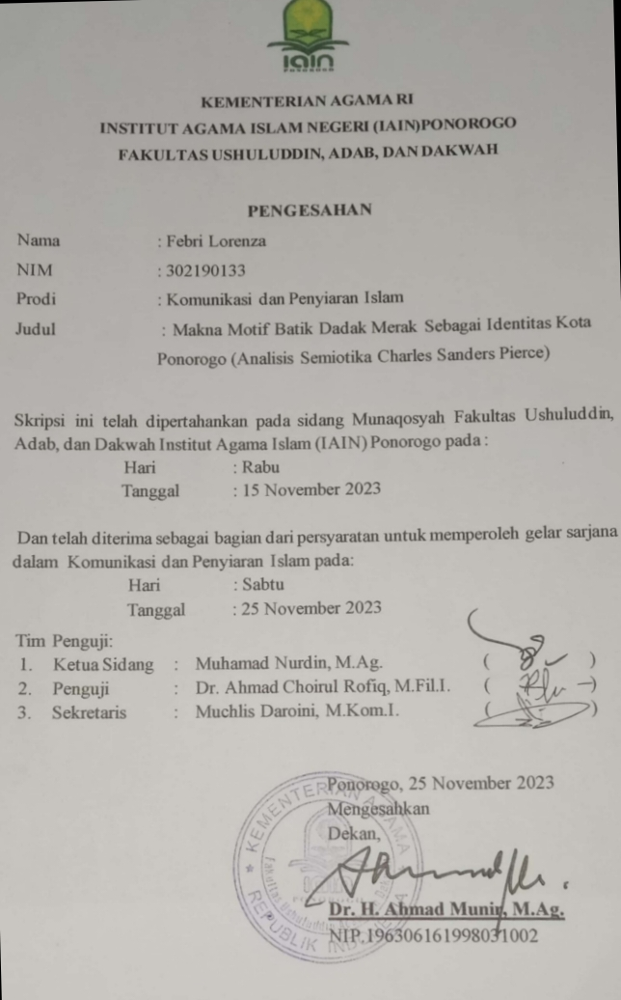 iain
PONOROGO
KEMENTERIAN AGAMA RI
INSTITUT AGAMA ISLAM NEGERI (IAIN)PONOROGO
FAKULTAS USHULUDDIN, ADAB, DAN DAKWAH
PENGESAHAN
Nama : Febri Lorenza
NIM : 302190133
Prodi : Komunikasi dan Penyiaran Islam
Judul : Makna Motif Batik Dadak Merak Sebagai Identitas Kota
Ponorogo (Analisis Semiotika Charles Sanders Pierce)
Skripsi ini telah dipertahankan pada sidang Munaqosyah Fakultas Ushuluddin,
Adab, dan Dakwah Institut Agama Islam (IAIN) Ponorogo pada :
Hari : Rabu
Tanggal : 15 November 2023
Dan telah diterima sebagai bagian dari persyaratan untuk memperoleh gelar sarjana
dalam Komunikasi dan Penyiaran Islam pada:
Hari : Sabtu
Tanggal : 25 November 2023
Tim Penguji:
1. Ketua Sidang : Muhamad Nurdin, M.Ag. ( )
2. Penguji : Dr. Ahmad Choirul Rofiq, M.Fil.I. ( )
3. Sekretaris : Muchlis Daroini, M.Kom.I. ( )
Ponorogo, 25 November 2023
Mengesahkan
Dekan,
KEMENTERIAN AGAMA
REPUBLIK INDONESIA
Dr. H. Ahmad Munir, M.Ag.
NIP.196306161998031002